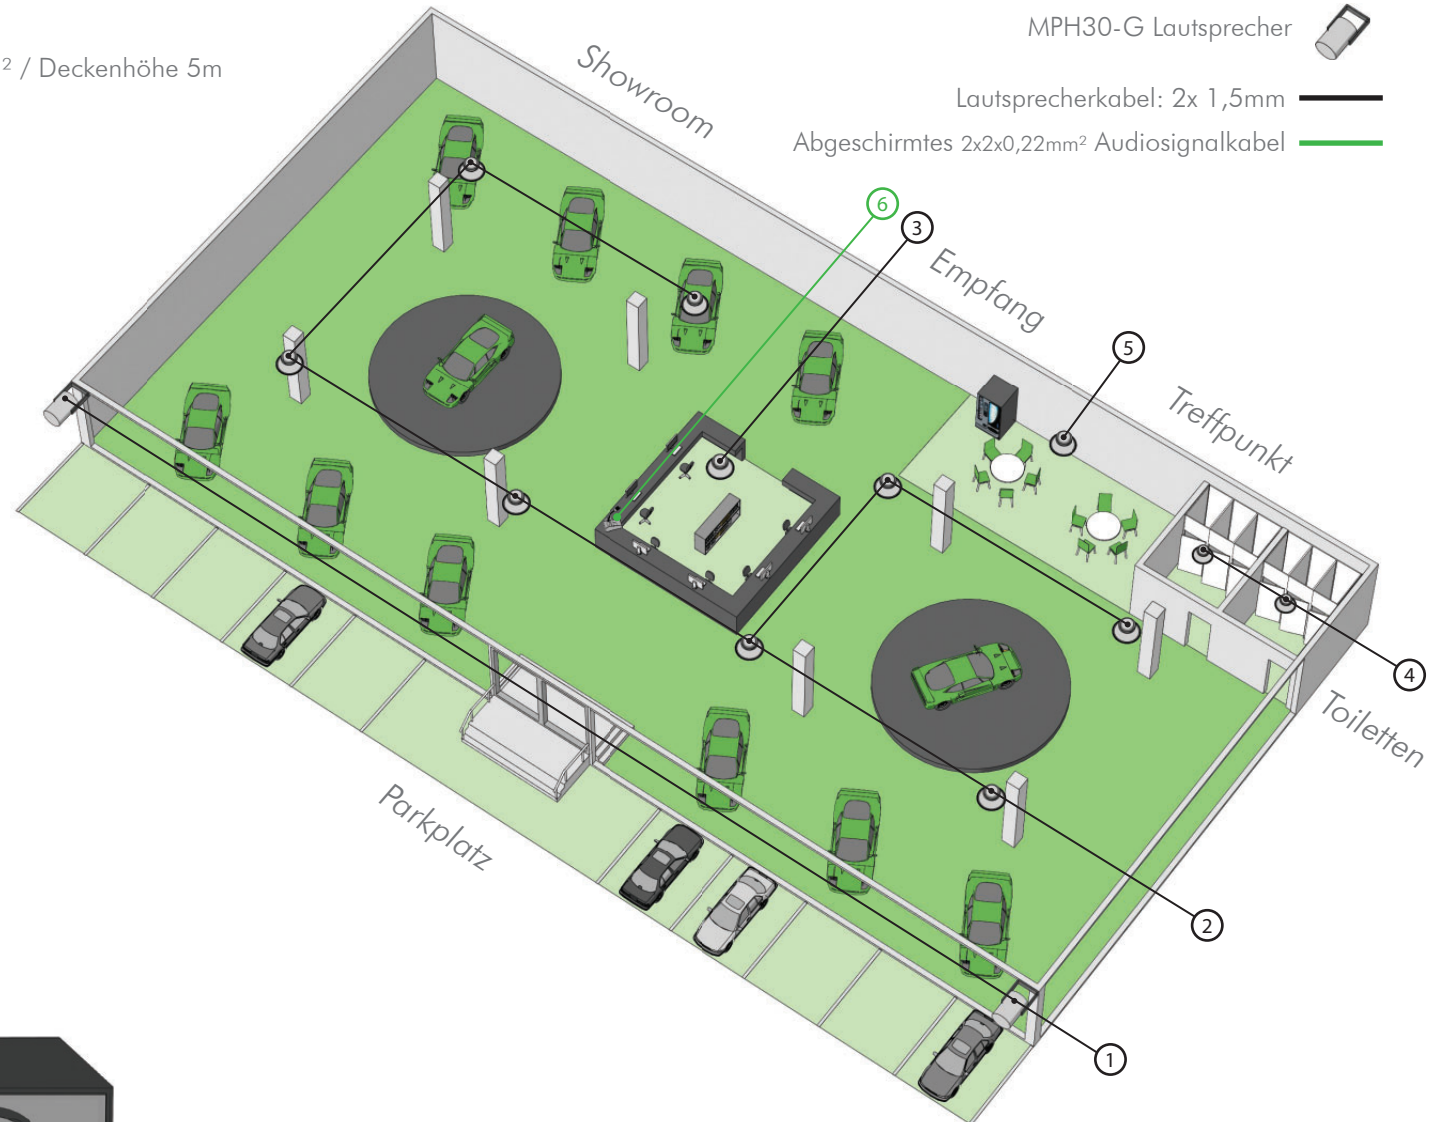 MPH30-G Lautsprecher
² / Deckenhöhe 5m
Lautsprecherkabel: 2x 1,5mm
Abgeschirmtes 2x2x0,22mm² Audiosignalkabel
Showroom
6
3
Empfang
5
Treffpunkt
4
Toiletten
Parkplatz
2
1